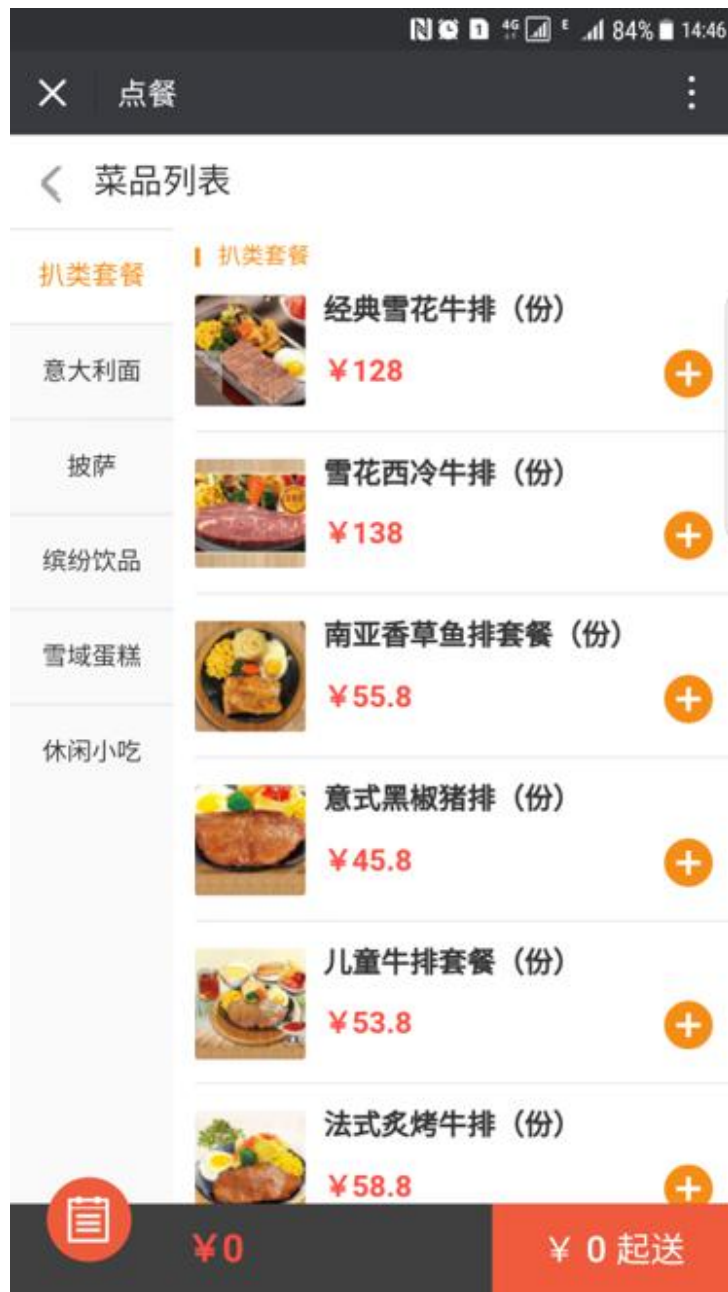 4G E 84% 14:46
点餐
菜品列表
扒类套餐
意大利面
披萨
缤纷饮品
雪域蛋糕
休闲小吃
扒类套餐
经典雪花牛排（份）
￥128
雪花西冷牛排（份）
￥138
南亚香草鱼排套餐（份）
￥55.8
意式黑椒猪排（份）
￥45.8
儿童牛排套餐（份）
￥53.8
法式炙烤牛排（份）
￥58.8
￥0
￥ 0 起送